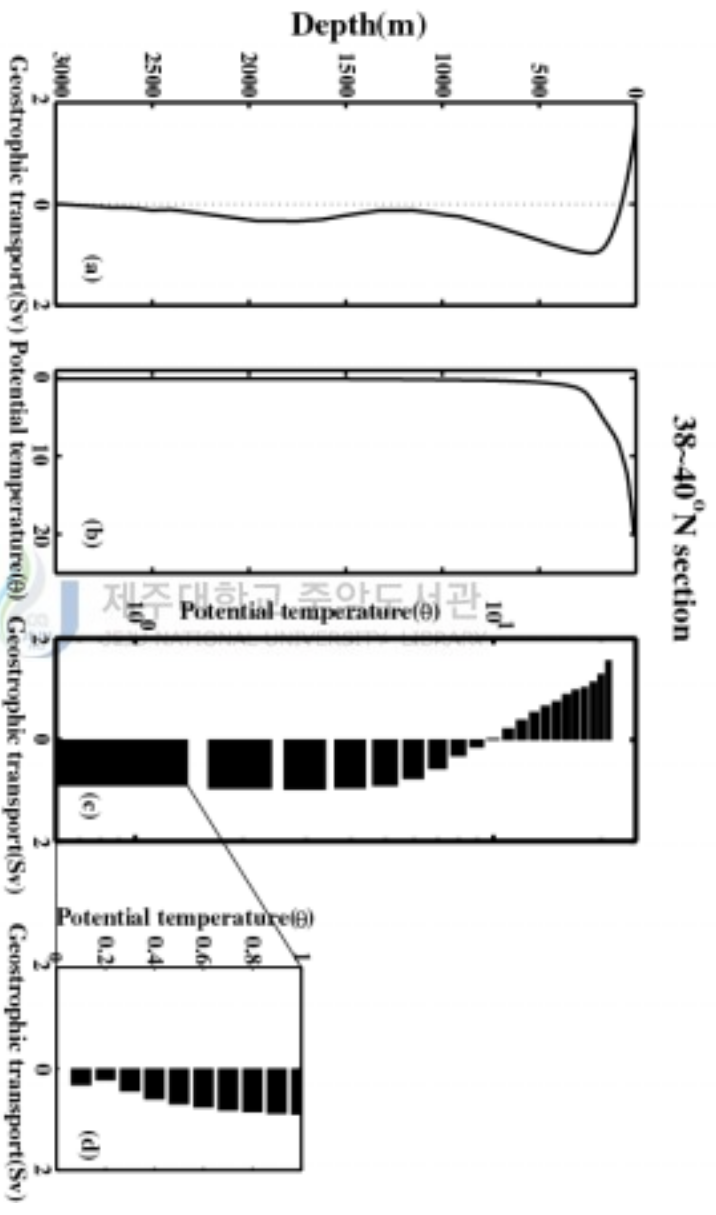 38~40°N section
Depth(m)
0
500
1000
1500
2000
2500
3000
2 0 2
Geostrophic transport(Sv)
(a)
0 10 20
Potential temperature(θ)
(b)
Potential temperature(θ)
10¹
10⁰
2 0 2
Geostrophic transport(Sv)
(c)
Potential temperature(θ)
1
0.8
0.6
0.4
0.2
0
2 0 2
Geostrophic transport(Sv)
(d)
제주대학교 중앙도서관
JEJU NATIONAL UNIVERSITY LIBRARY